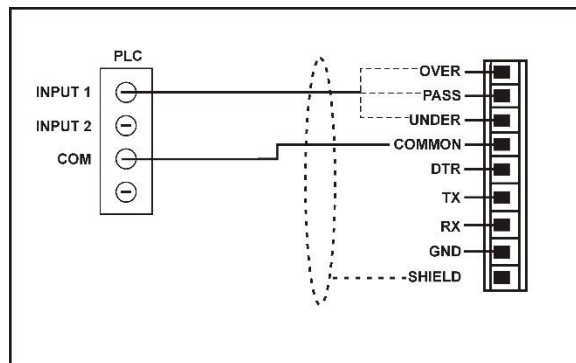 PLC
INPUT 1
INPUT 2
COM
OVER
PASS
UNDER
COMMON
DTR
TX
RX
GND
SHIELD